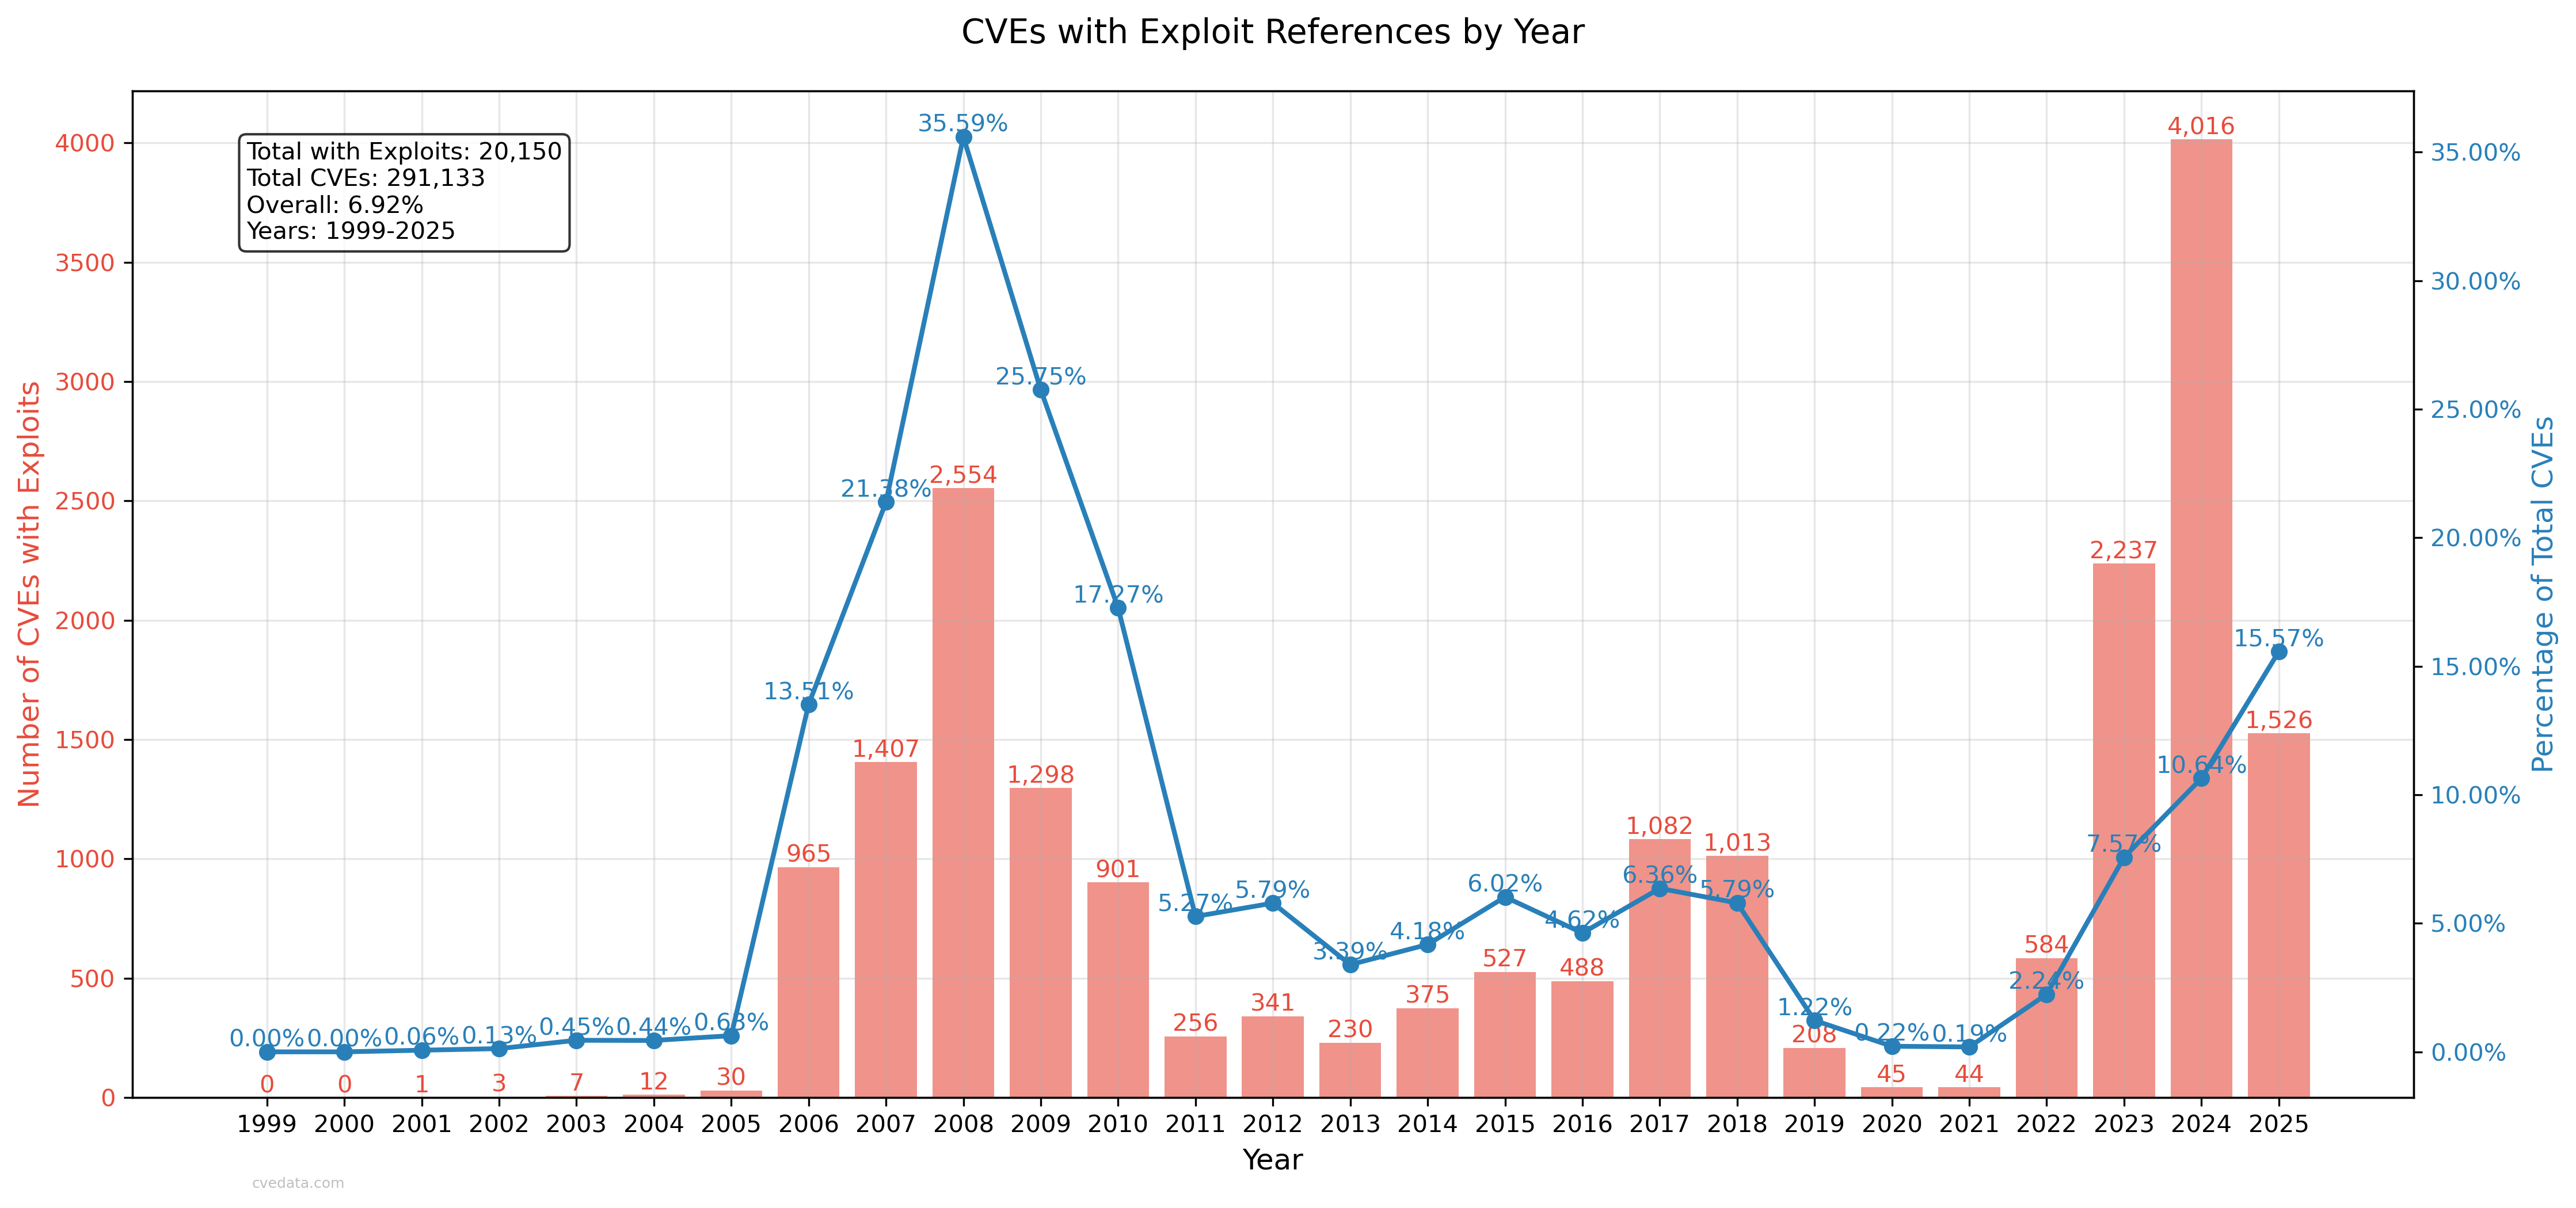 CVEs with Exploit References by Year
Total with Exploits: 20,150
Total CVEs: 291,133
Overall: 6.92%
Years: 1999-2025
Number of CVEs with Exploits
4000
3500
3000
2500
2000
1500
1000
500
0
Percentage of Total CVEs
35.00%
30.00%
25.00%
20.00%
15.00%
10.00%
5.00%
0.00%
0.00% 0.00% 0.06% 0.13% 0.45% 0.44% 0.63% 13.51% 21.38% 35.59% 25.75% 17.27% 5.27% 5.79% 3.39% 4.18% 6.02% 4.62% 6.36% 5.79% 1.22% 0.22% 0.19% 2.24% 7.57% 10.64% 15.57%
0 0 1 3 7 12 30 965 1,407 2,554 1,298 901 256 341 230 375 527 488 1,082 1,013 208 45 44 584 2,237 4,016 1,526
1999 2000 2001 2002 2003 2004 2005 2006 2007 2008 2009 2010 2011 2012 2013 2014 2015 2016 2017 2018 2019 2020 2021 2022 2023 2024 2025
Year
cvedata.com